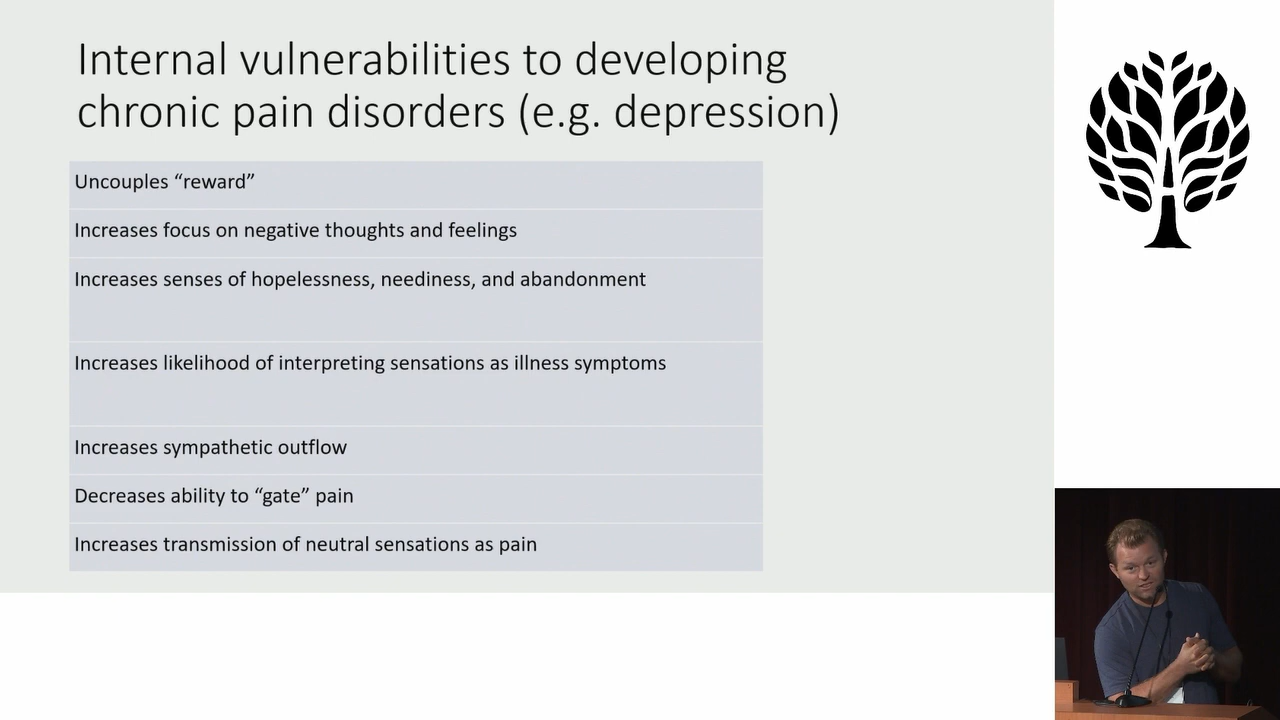 Internal vulnerabilities to developing
chronic pain disorders (e.g. depression)
Uncouples “reward”
Increases focus on negative thoughts and feelings
Increases senses of hopelessness, neediness, and abandonment
Increases likelihood of interpreting sensations as illness symptoms
Increases sympathetic outflow
Decreases ability to “gate” pain
Increases transmission of neutral sensations as pain